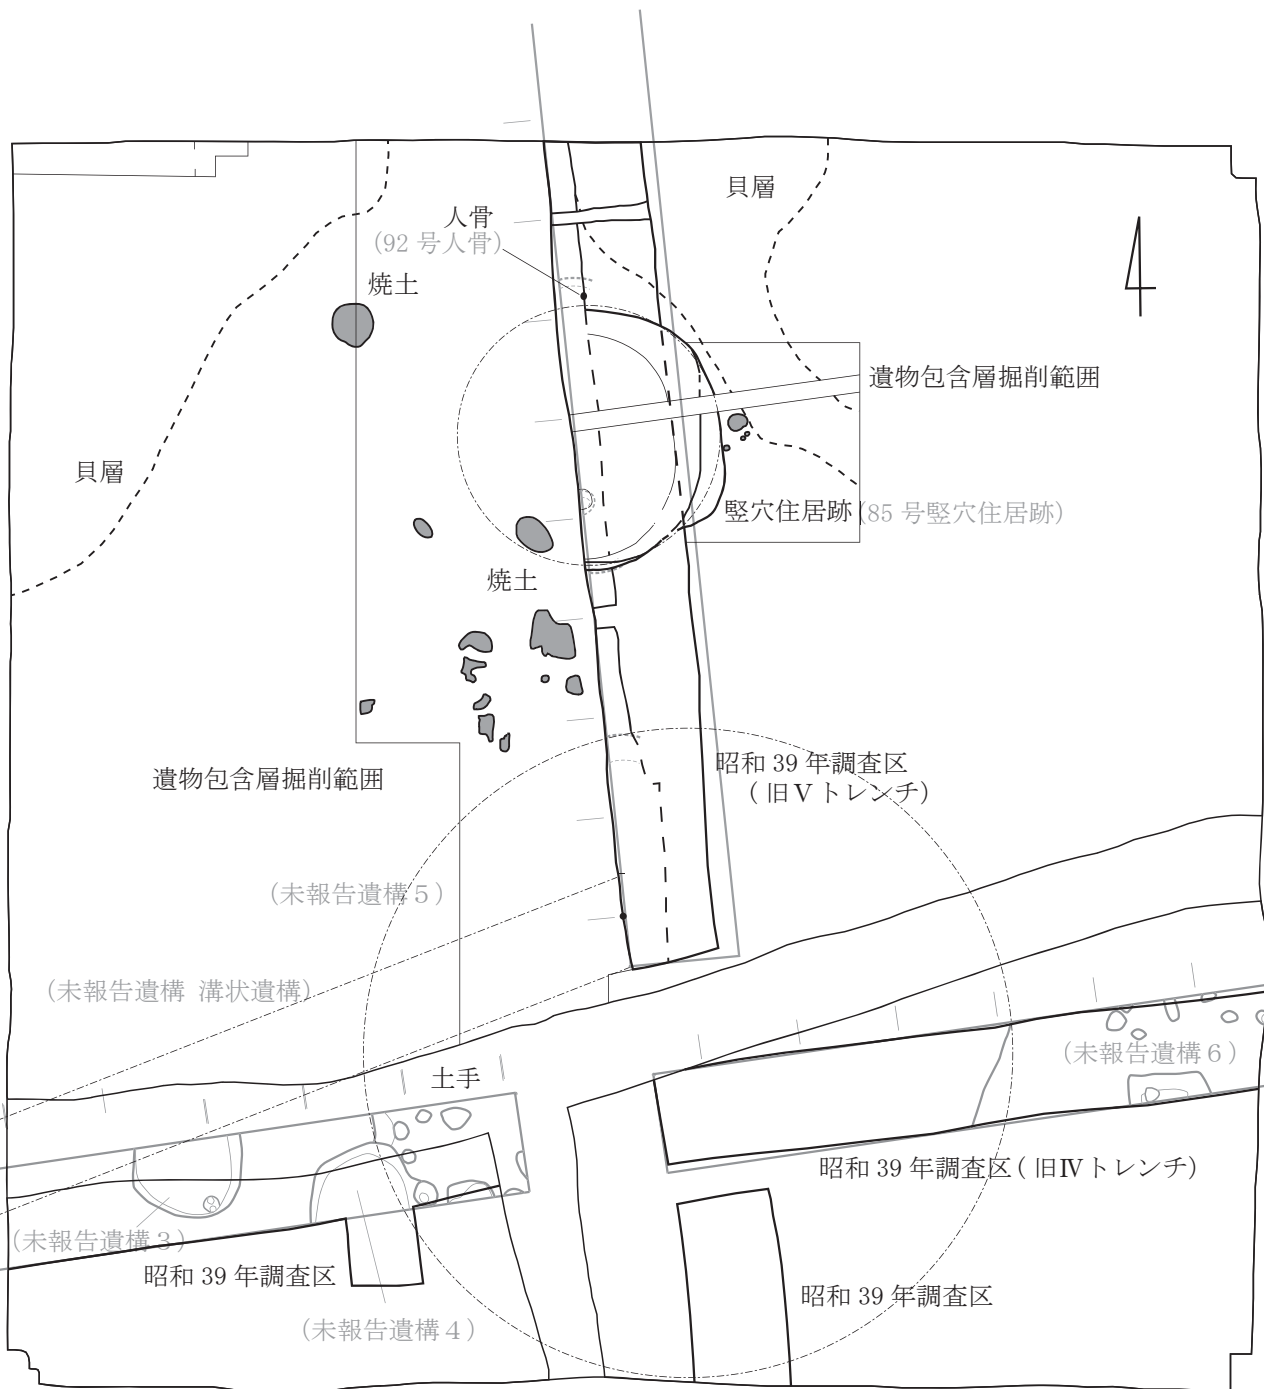 貝層
人骨
(92 号人骨)
焼土
遺物包含層掘削範囲
貝層
竪穴住居跡 (85 号竪穴住居跡)
焼土
昭和 39 年調査区
( 旧Ⅴトレンチ)
遺物包含層掘削範囲
(未報告遺構５)
(未報告遺構 溝状遺構)
(未報告遺構６)
土手
昭和 39 年調査区 ( 旧Ⅳトレンチ)
(未報告遺構３)
昭和 39 年調査区
昭和 39 年調査区
(未報告遺構４)